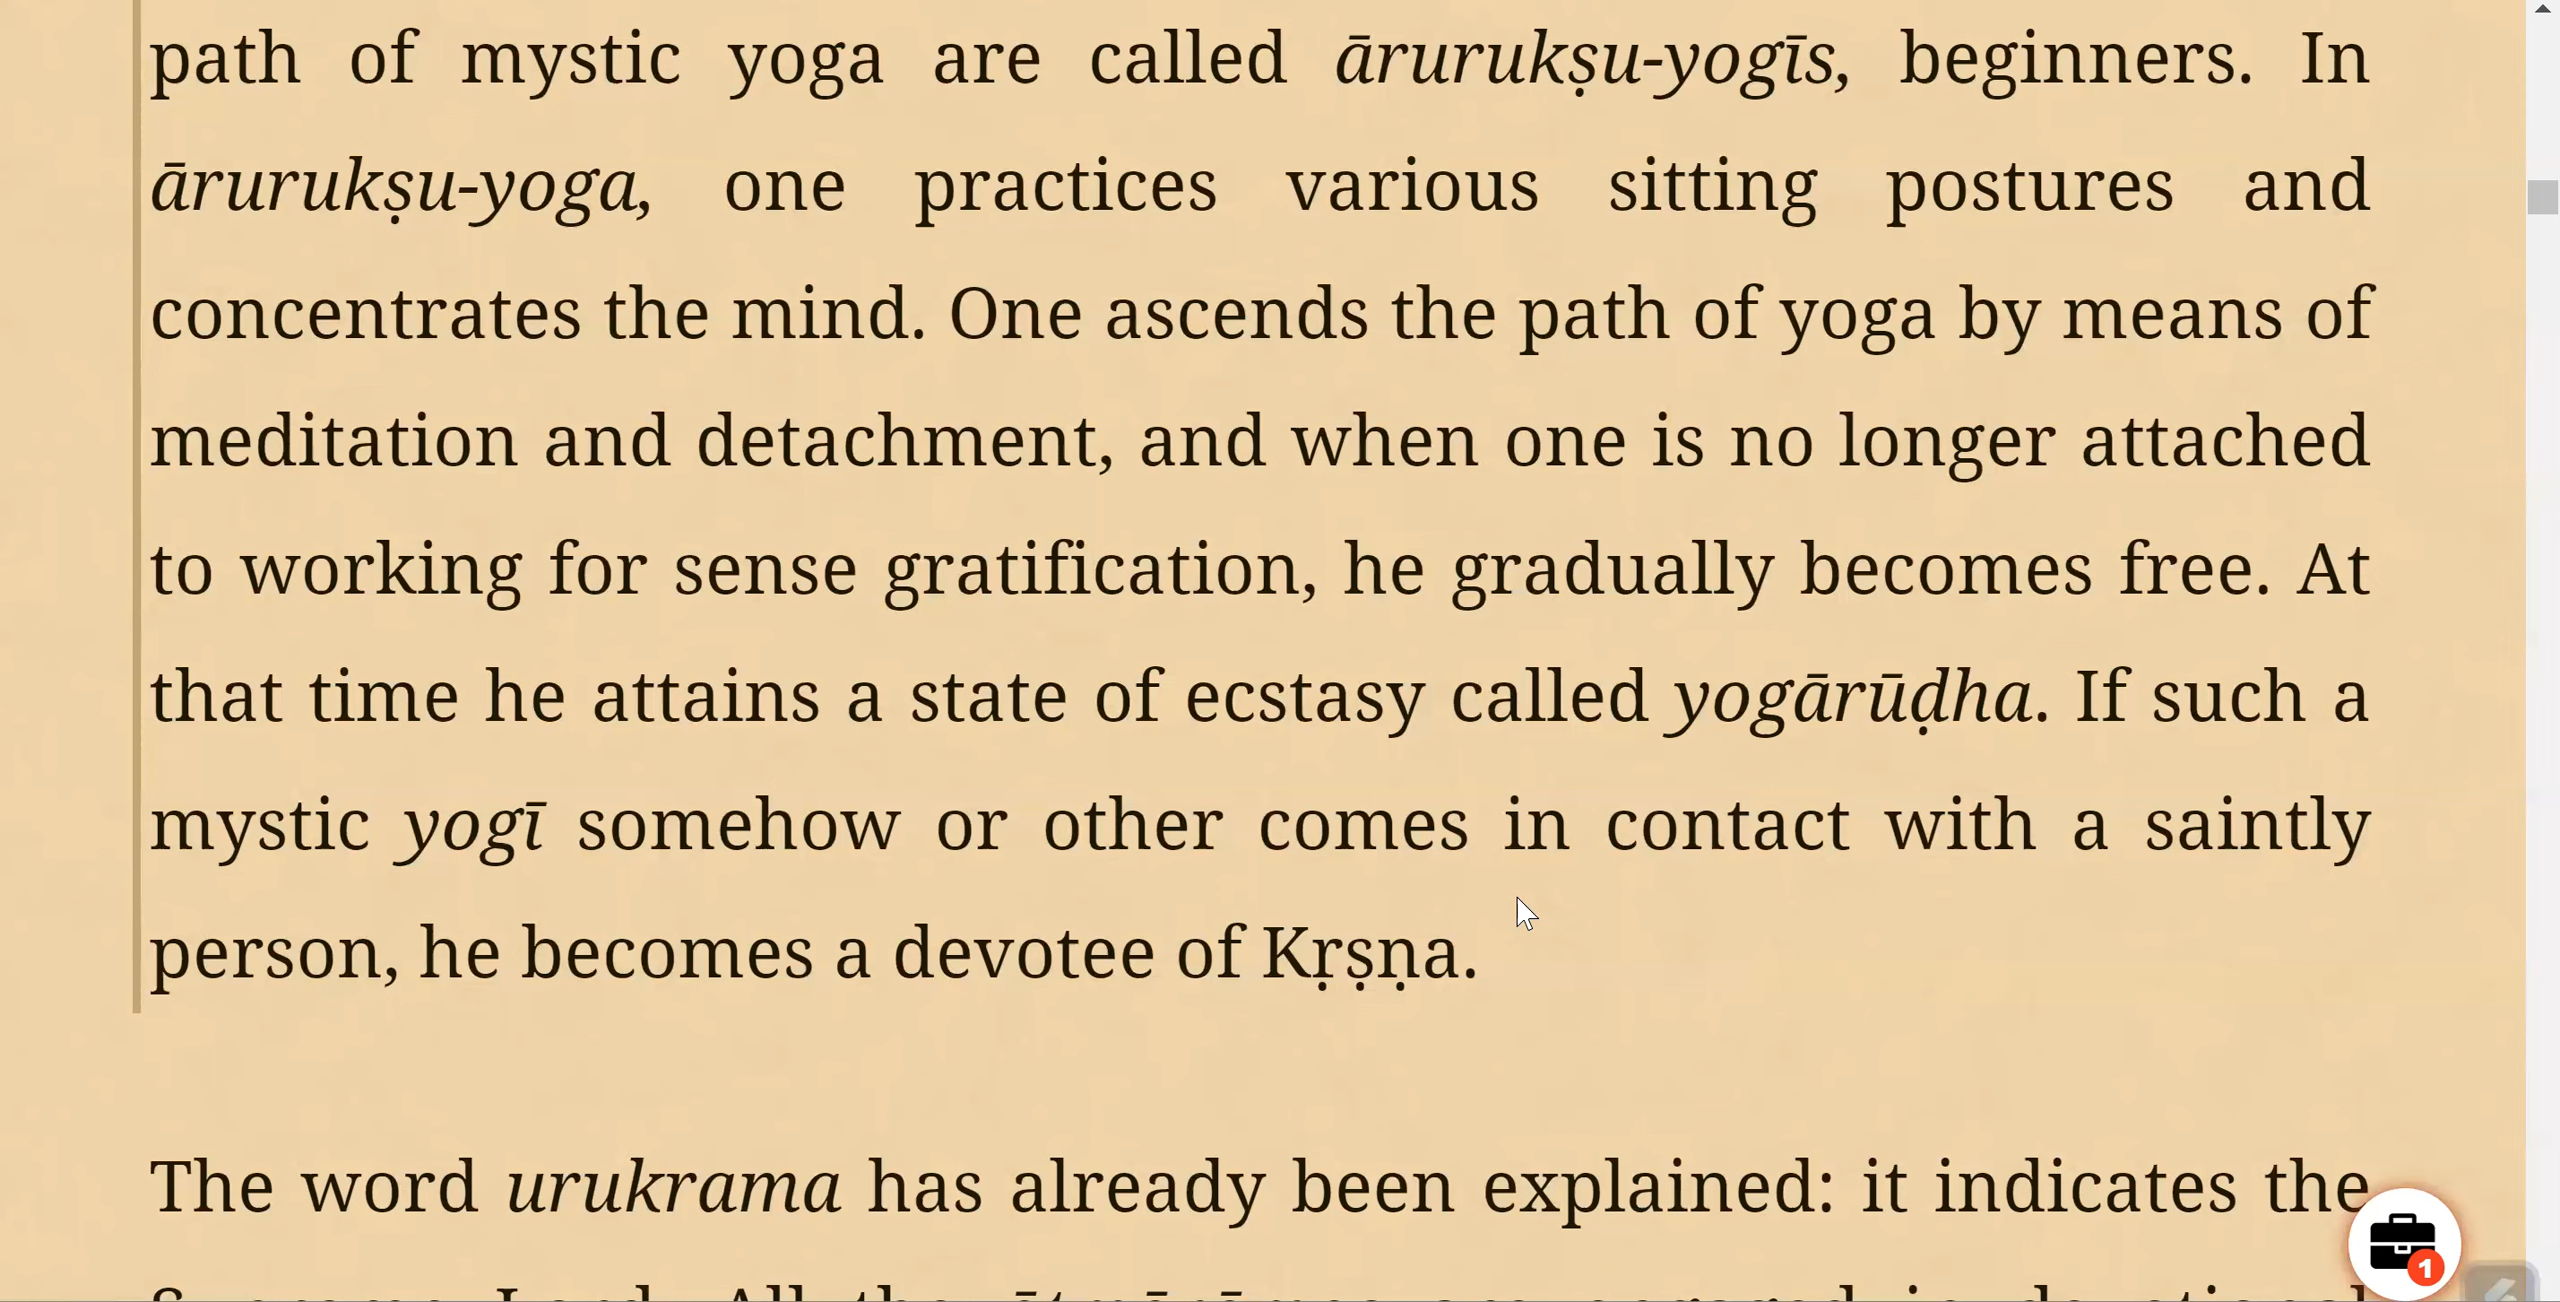 path of mystic yoga are called ārurukṣu-yogīs, beginners. In
ārurukṣu-yoga, one practices various sitting postures and
concentrates the mind. One ascends the path of yoga by means of
meditation and detachment, and when one is no longer attached
to working for sense gratification, he gradually becomes free. At
that time he attains a state of ecstasy called yogārūḍha. If such a
mystic yogī somehow or other comes in contact with a saintly
person, he becomes a devotee of Kṛṣṇa.
The word urukrama has already been explained: it indicates the
1